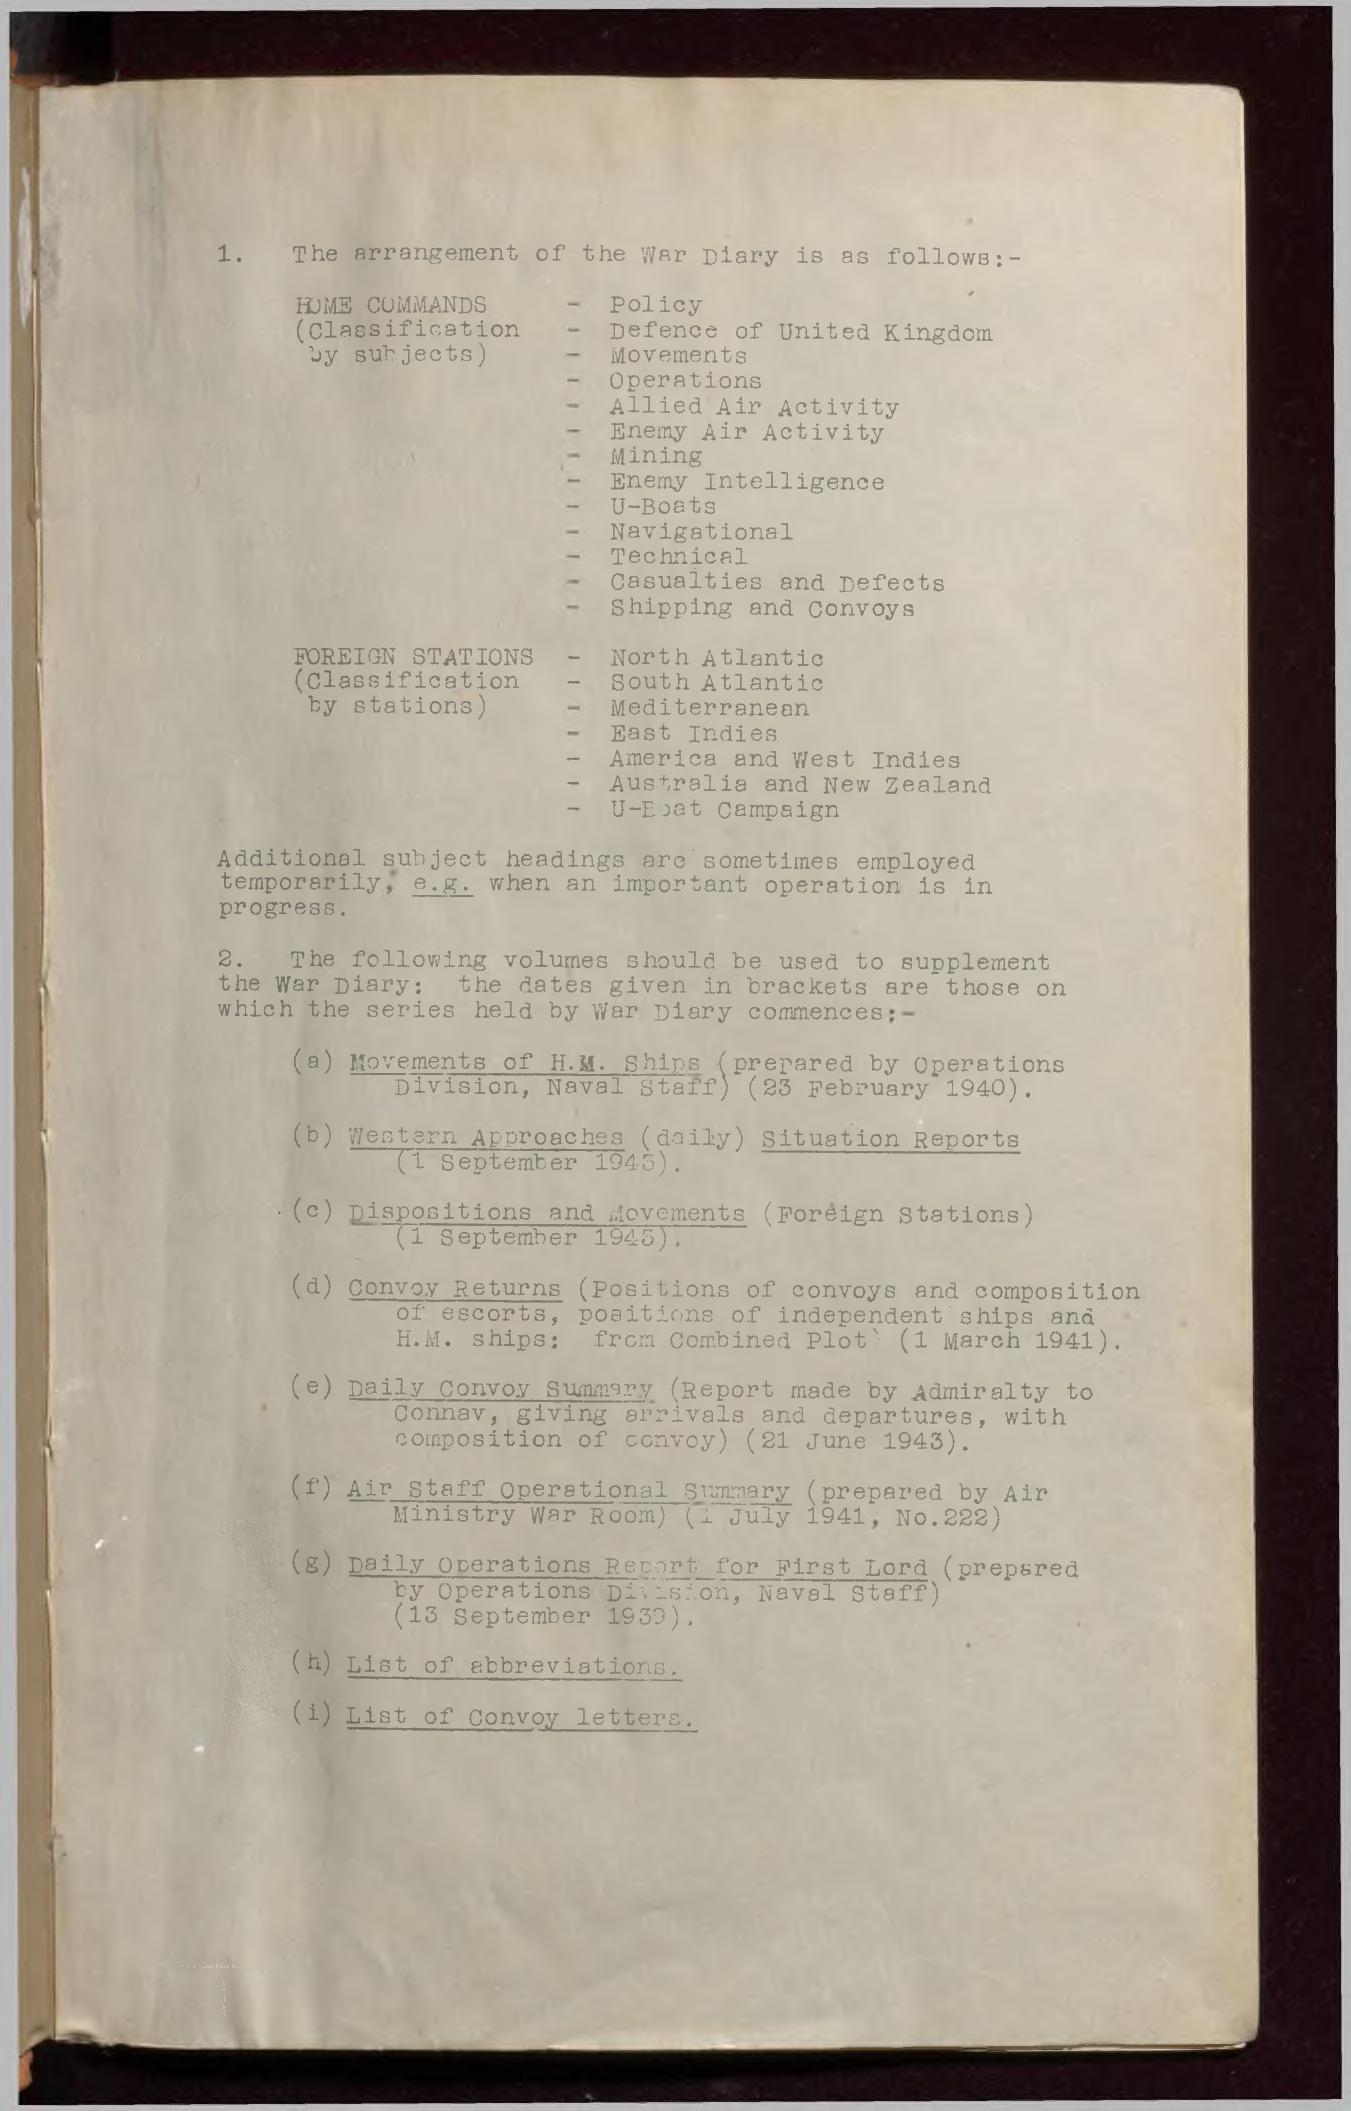 1. The arrangement of the War Diary is as follows:-
HOME COMMANDS - Policy
(Classification - Defence of United Kingdom
by subjects) - Movements
- Operations
- Allied Air Activity
- Enemy Air Activity
- Mining
- Enemy Intelligence
- U-Boats
- Navigational
- Technical
- Casualties and Defects
- Shipping and Convoys
FOREIGN STATIONS - North Atlantic
(Classification - South Atlantic
by stations) - Mediterranean
- East Indies
- America and West Indies
- Australia and New Zealand
- U-Boat Campaign
Additional subject headings are sometimes employed
temporarily, e.g. when an important operation is in
progress.
2. The following volumes should be used to supplement
the War Diary: the dates given in brackets are those on
which the series held by War Diary commences:-
(a) Movements of H.M. Ships (prepared by Operations
Division, Naval Staff) (23 February 1940).
(b) Western Approaches (daily) Situation Reports
(1 September
(c) Dispositions and Movements (Foreign Stations)
(1 September
(d) Convoy Returns (Positions of convoys and composition
of escorts, positions of independent ships and
H.M. ships: from Combined Plot) (1 March 1941).
(e) Daily Convoy Summary (Report made by Admiralty to
Connav, giving arrivals and departures, with
composition of convoy) (21 June 1943).
(f) Air Staff Operational Summary (prepared by Air
Ministry War Room) (1 July 1941, No.222)
(g) Daily Operations Report for First Lord (prepared
by Operations Division, Naval Staff)
(13 September 1939).
(h) List of abbreviations.
(i) List of Convoy letters.